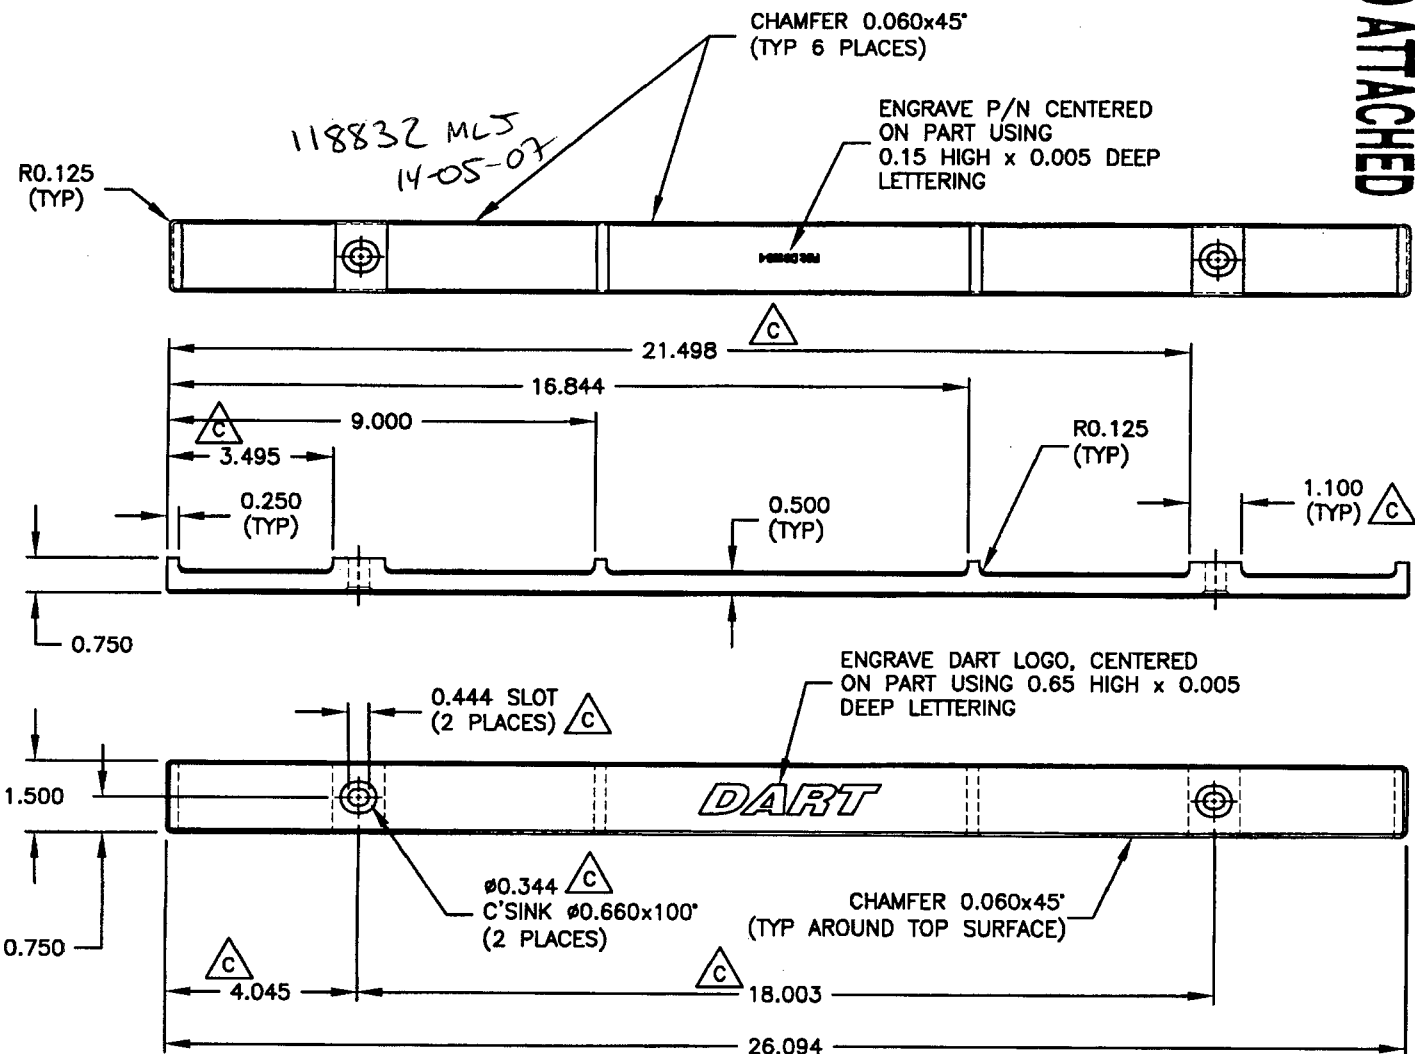 CHAMFER 0.060x45°
(TYP 6 PLACES)
ATTACHED
118832 MLJ
14-05-07
ENGRAVE P/N CENTERED
ON PART USING
0.15 HIGH x 0.005 DEEP
LETTERING
R0.125
(TYP)
C
21.498
16.844
C
9.000
3.495
R0.125
(TYP)
0.250
(TYP)
0.500
(TYP)
1.100
(TYP) C
0.750
ENGRAVE DART LOGO, CENTERED
ON PART USING 0.65 HIGH x 0.005
DEEP LETTERING
0.444 SLOT
(2 PLACES) C
1.500
DART
Ø0.344 C
C'SINK Ø0.660x100°
(2 PLACES)
CHAMFER 0.060x45°
(TYP AROUND TOP SURFACE)
0.750
C
4.045
C
18.003
26.094